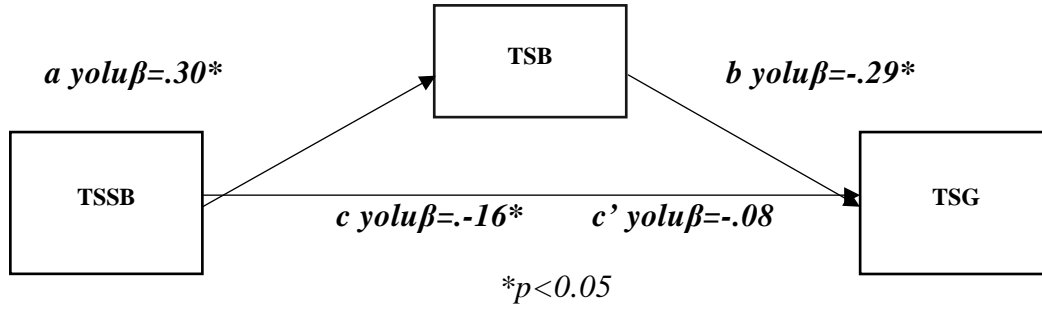 TSB
a yoluβ=.30*
b yoluβ=-.29*
TSSB
TSG
c yoluβ=.-16*
c’ yoluβ=-.08
*p<0.05